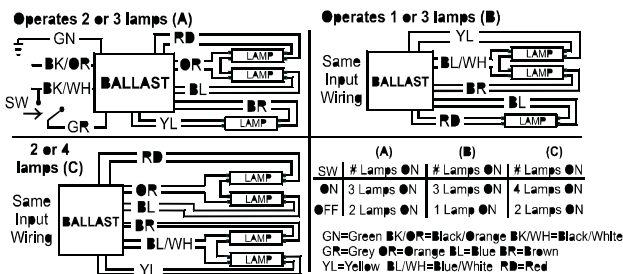 Operates 2 or 3 lamps (A)
GN
RD
BK/OR
OR
LAMP
LAMP
BALLAST
BK/WH
BL
SW
BR
GR
YL
LAMP
Operates 1 or 3 lamps (B)
YL
LAMP
Same
Input
Wiring
BALLAST
BL/WH
LAMP
BR
BL
RD
LAMP
2 or 4
lamps (C)
RD
LAMP
OR
LAMP
Same
Input
Wiring
BALLAST
BL
BR
LAMP
BL/WH
LAMP
YL
(A) (B) (C)
SW # Lamps ON # Lamps ON # Lamps ON
ON 3 Lamps ON 3 Lamps ON 4 Lamps ON
OFF 2 Lamps ON 1 Lamp ON 2 Lamps ON
GN=Green BK/OR=Black/Orange BK/WH=Black/White
GR=Grey OR=Orange BL=Blue BR=Brown
YL=Yellow BL/WH=Blue/White RD=Red